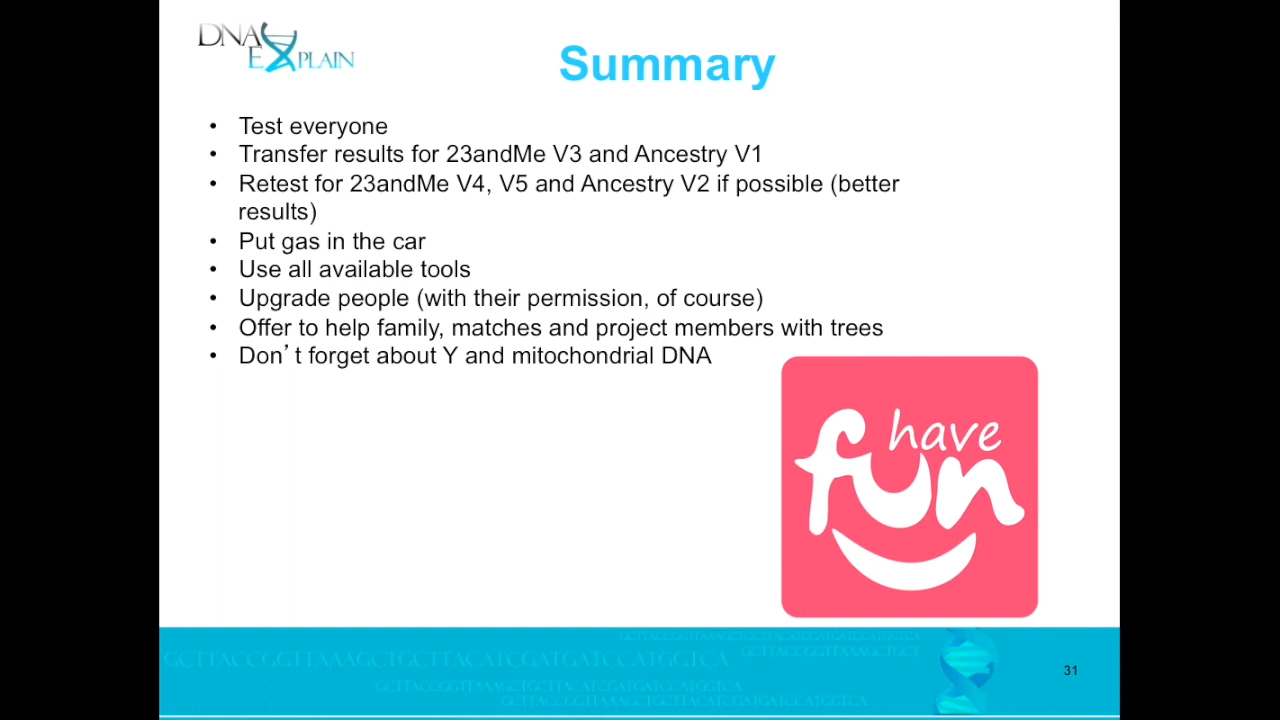 DNA
EXPLAIN
Summary
• Test everyone
• Transfer results for 23andMe V3 and Ancestry V1
• Retest for 23andMe V4, V5 and Ancestry V2 if possible (better
results)
• Put gas in the car
• Use all available tools
• Upgrade people (with their permission, of course)
• Offer to help family, matches and project members with trees
• Don’t forget about Y and mitochondrial DNA
have
fun
31